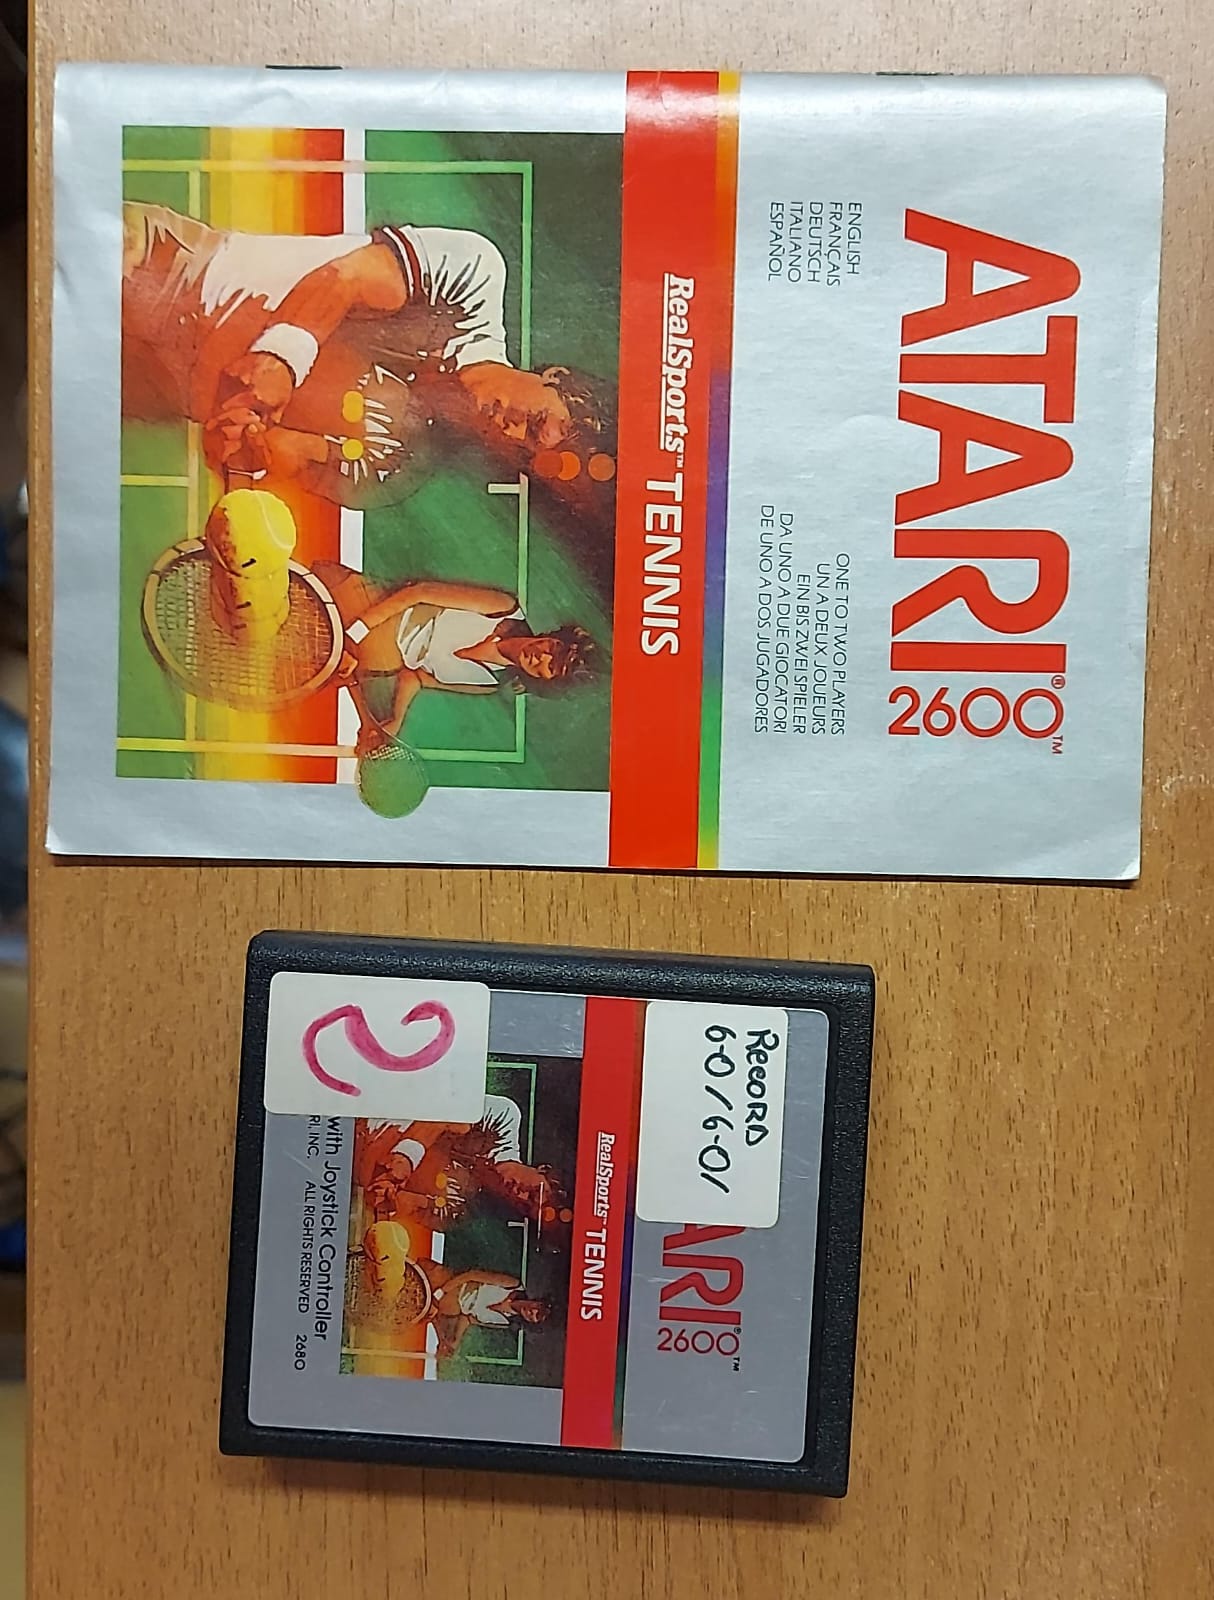 ATARI®
2600™
ENGLISH
FRANÇAIS
DEUTSCH
ITALIANO
ESPAÑOL
ONE TO TWO PLAYERS
UN A DEUX JOUEURS
EIN BIS ZWEI SPIELER
DA UNO A DUE GIOCATORI
DE UNO A DOS JUGADORES
RealSports™ TENNIS
RecORD
6-0/6-0/
ARI®
2600™
RealSports™ TENNIS
2
with Joystick Controller
RI, INC. ALL RIGHTS RESERVED 2680